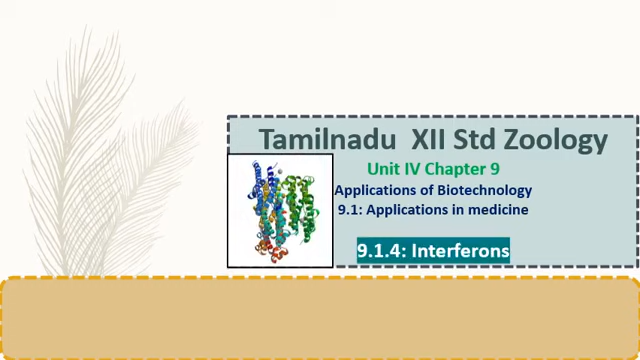 Tamilnadu XII Std Zoology
Unit IV Chapter 9
Applications of Biotechnology
9.1: Applications in medicine
9.1.4: Interferons